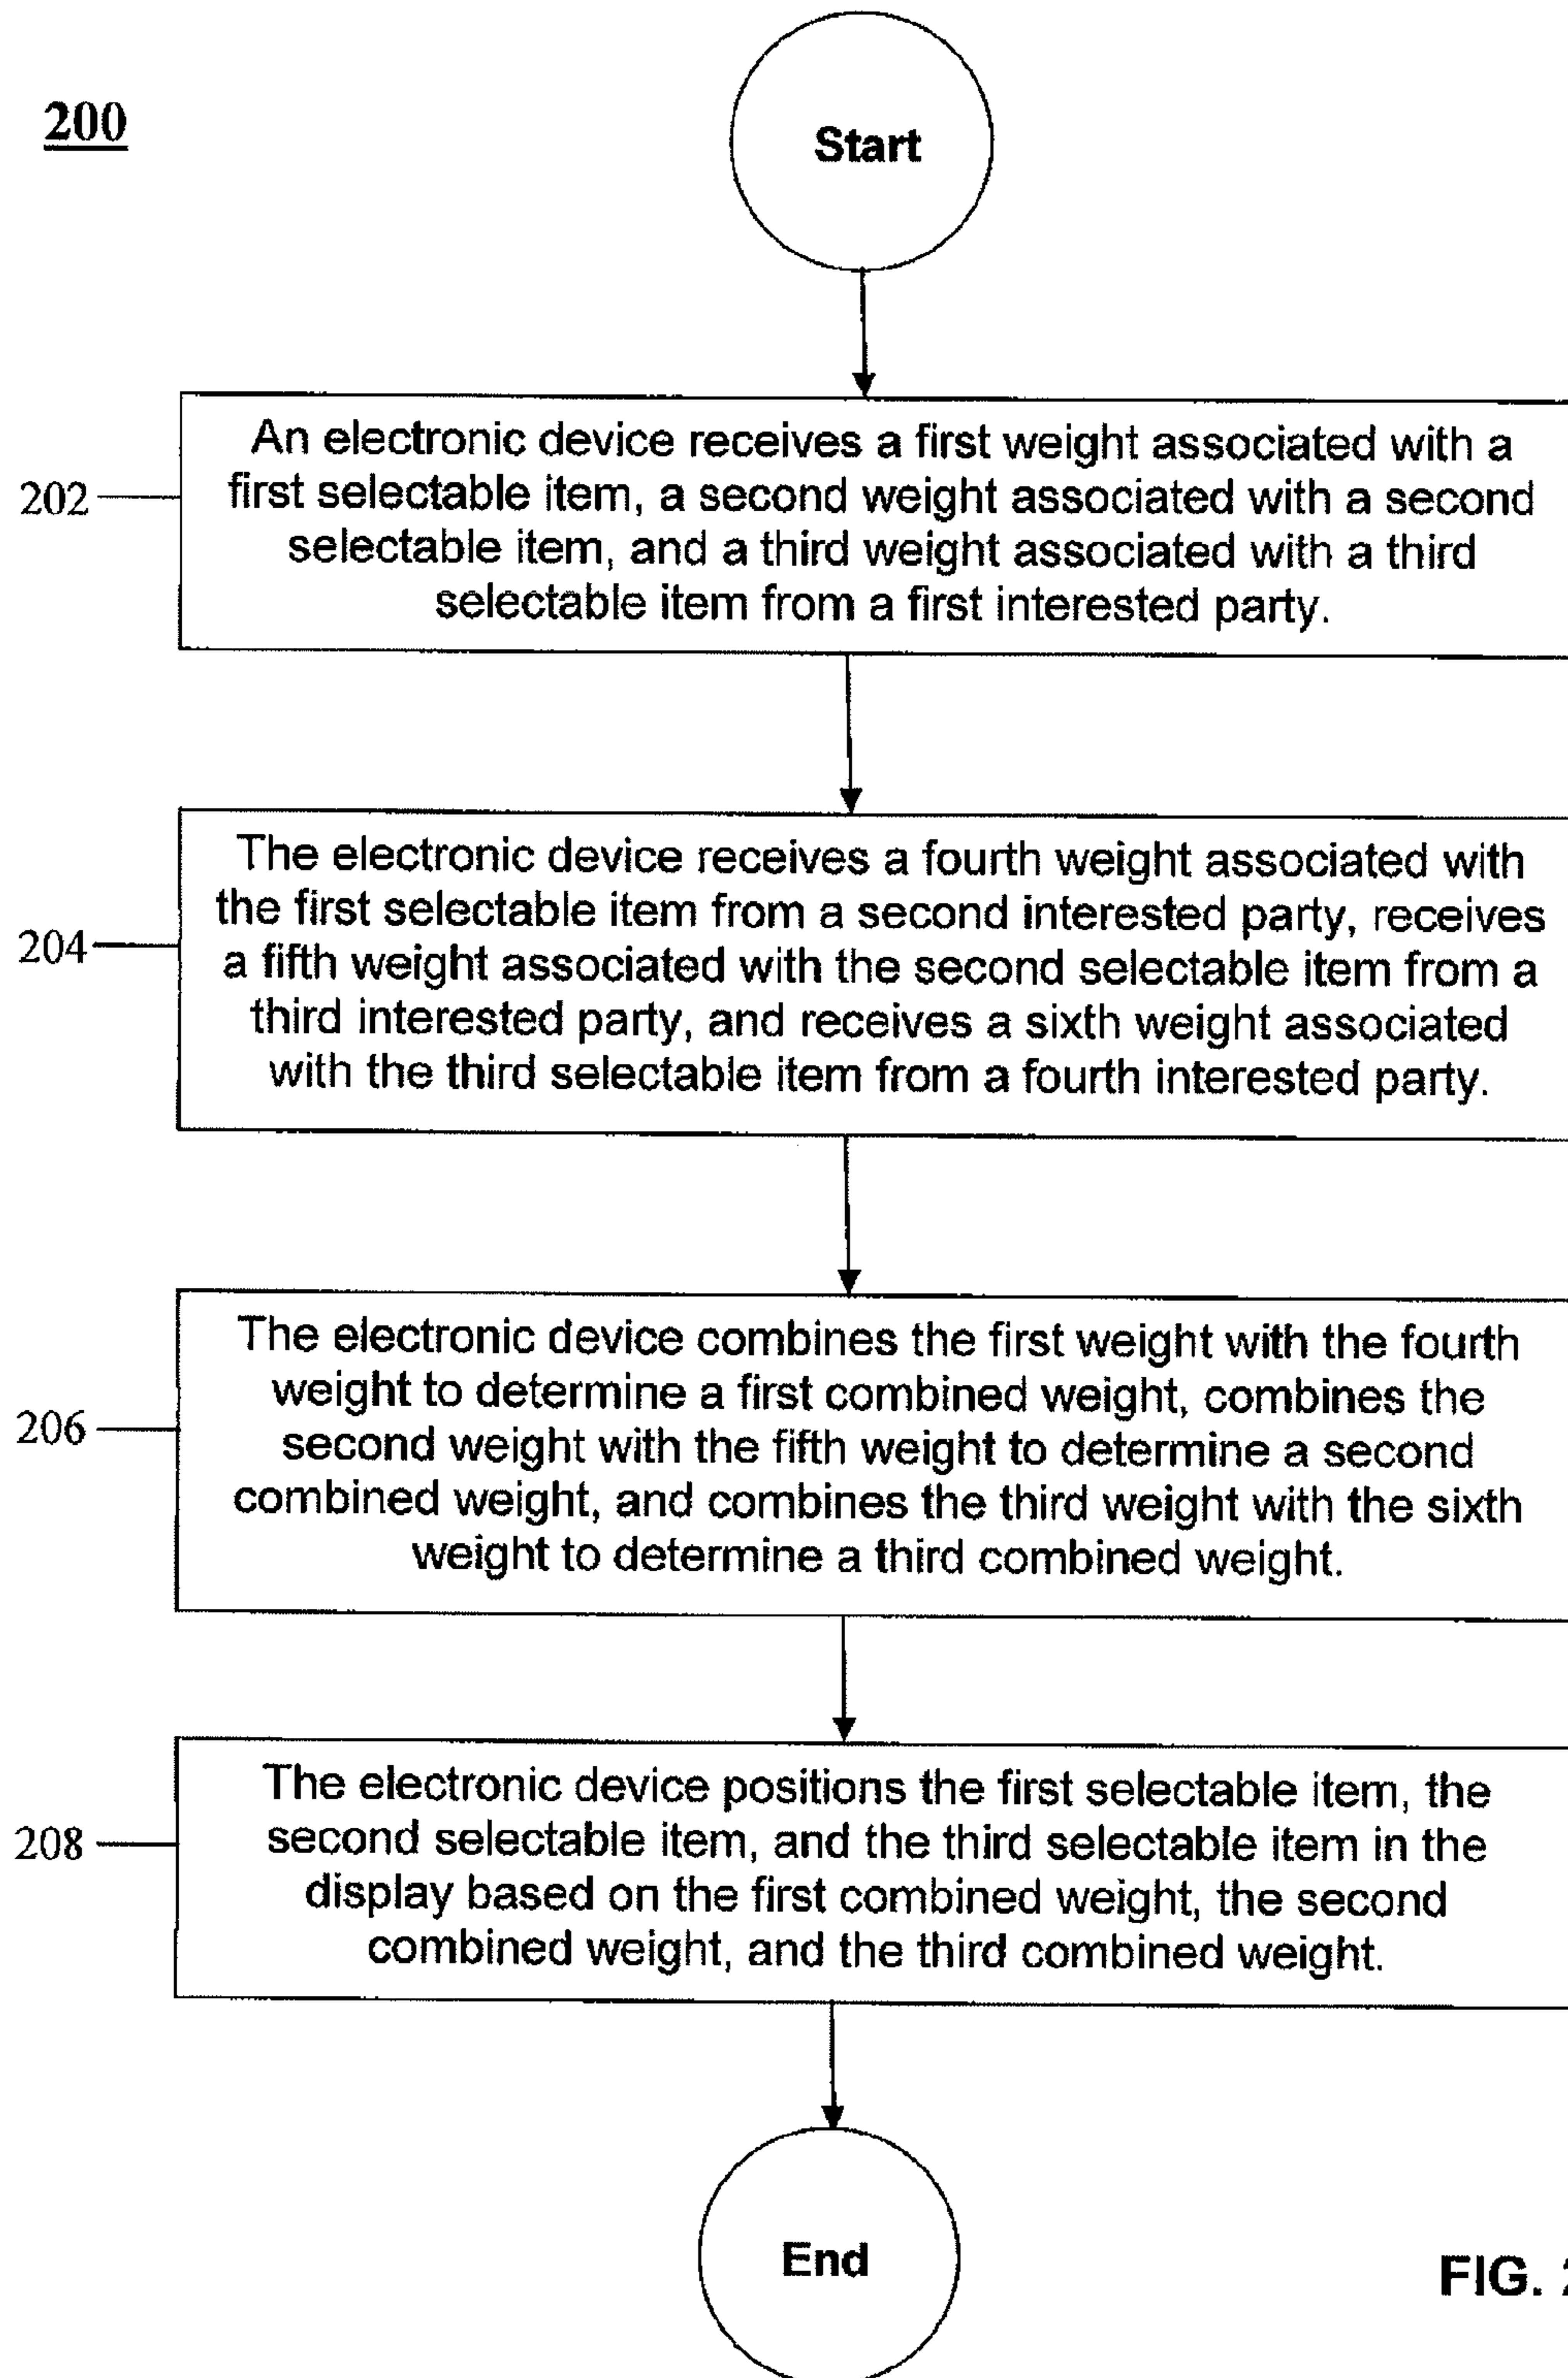 200
Start
202
An electronic device receives a first weight associated with a
first selectable item, a second weight associated with a second
selectable item, and a third weight associated with a third
selectable item from a first interested party.
204
The electronic device receives a fourth weight associated with
the first selectable item from a second interested party, receives
a fifth weight associated with the second selectable item from a
third interested party, and receives a sixth weight associated
with the third selectable item from a fourth interested party.
206
The electronic device combines the first weight with the fourth
weight to determine a first combined weight, combines the
second weight with the fifth weight to determine a second
combined weight, and combines the third weight with the sixth
weight to determine a third combined weight.
208
The electronic device positions the first selectable item, the
second selectable item, and the third selectable item in the
display based on the first combined weight, the second
combined weight, and the third combined weight.
End
FIG.